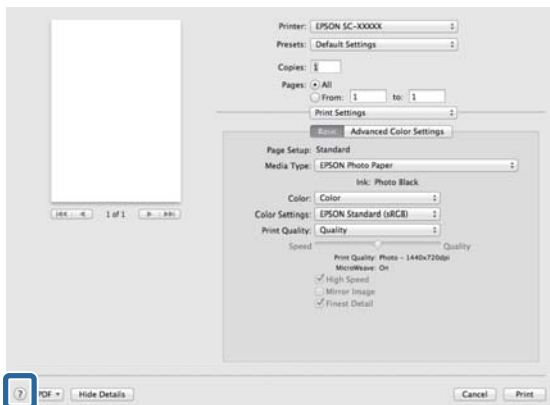 Printer: EPSON SC-XXXXX
Presets: Default Settings
Copies: 1
Pages: All
From: 1 to: 1
Print Settings
Basic Advanced Color Settings
Page Setup: Standard
Media Type: EPSON Photo Paper
Ink: Photo Black
Color: Color
Color Settings: EPSON Standard (sRGB)
Print Quality: Quality
Speed Quality
Print Quality: Photo - 1440x720dpi
MicroWeave: On
High Speed
Mirror Image
Finest Detail
1 of 1
? PDF Hide Details Cancel Print